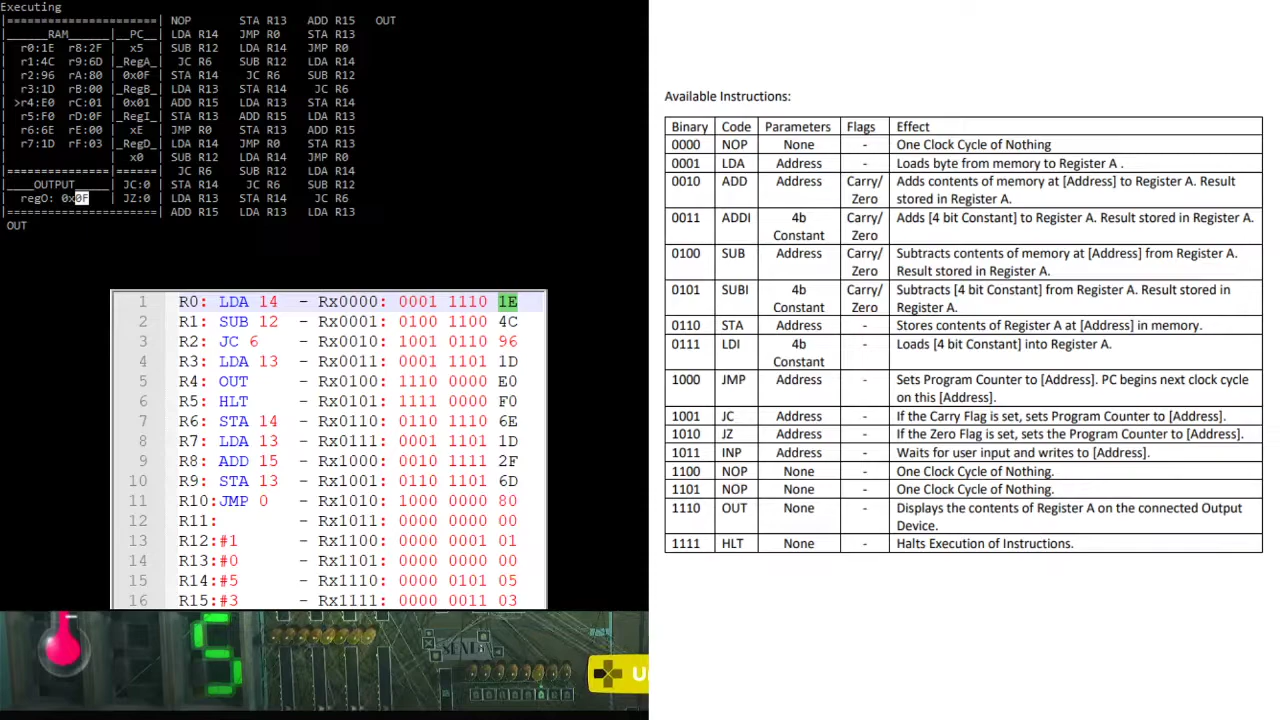 Executing
|======================| NOP STA R13 ADD R15 OUT
|______RAM______|__PC__| LDA R14 JMP R0 STA R13
| r0:1E r8:2F | x5 | SUB R12 LDA R14 JMP R0
| r1:4C r9:6D |_RegA_| JC R6 SUB R12 LDA R14
| r2:96 rA:80 | 0x0F | STA R14 JC R6 SUB R12
| r3:1D rB:00 |_RegB_| LDA R13 STA R14 JC R6
| >r4:E0 rC:01 | 0x01 | ADD R15 LDA R13 STA R14
| r5:F0 rD:0F |_RegI_| STA R13 ADD R15 LDA R13
| r6:6E rE:00 | xE | JMP R0 STA R13 ADD R15
| r7:1D rF:03 |_RegD_| LDA R14 JMP R0 STA R13
| | x0 | SUB R12 LDA R14 JMP R0
|===============|======| JC R6 SUB R12 LDA R14
|____OUTPUT_____| JC:0 | STA R14 JC R6 SUB R12
| regO: 0x0F | JZ:0 | LDA R13 STA R14 JC R6
|======================| ADD R15 LDA R13 LDA R13
OUT
1 R0: LDA 14 - Rx0000: 0001 1110 1E
2 R1: SUB 12 - Rx0001: 0100 1100 4C
3 R2: JC 6 - Rx0010: 1001 0110 96
4 R3: LDA 13 - Rx0011: 0001 1101 1D
5 R4: OUT - Rx0100: 1110 0000 E0
6 R5: HLT - Rx0101: 1111 0000 F0
7 R6: STA 14 - Rx0110: 0110 1110 6E
8 R7: LDA 13 - Rx0111: 0001 1101 1D
9 R8: ADD 15 - Rx1000: 0010 1111 2F
10 R9: STA 13 - Rx1001: 0110 1101 6D
11 R10:JMP 0 - Rx1010: 1000 0000 80
12 R11: - Rx1011: 0000 0000 00
13 R12:#1 - Rx1100: 0000 0001 01
14 R13:#0 - Rx1101: 0000 0000 00
15 R14:#5 - Rx1110: 0000 0101 05
16 R15:#3 - Rx1111: 0000 0011 03
5
Available Instructions:
Binary Code Parameters Flags Effect
0000 NOP None - One Clock Cycle of Nothing
0001 LDA Address - Loads byte from memory to Register A .
0010 ADD Address Carry/ Adds contents of memory at [Address] to Register A. Result
Zero stored in Register A.
0011 ADDI 4b Carry/ Adds [4 bit Constant] to Register A. Result stored in Register A.
Constant Zero
0100 SUB Address Carry/ Subtracts contents of memory at [Address] from Register A.
Zero Result stored in Register A.
0101 SUBI 4b Carry/ Subtracts [4 bit Constant] from Register A. Result stored in
Constant Zero Register A.
0110 STA Address - Stores contents of Register A at [Address] in memory.
0111 LDI 4b - Loads [4 bit Constant] into Register A.
Constant
1000 JMP Address - Sets Program Counter to [Address]. PC begins next clock cycle
on this [Address].
1001 JC Address - If the Carry Flag is set, sets Program Counter to [Address].
1010 JZ Address - If the Zero Flag is set, sets the Program Counter to [Address].
1011 INP Address - Waits for user input and writes to [Address].
1100 NOP None - One Clock Cycle of Nothing.
1101 NOP None - One Clock Cycle of Nothing.
1110 OUT None - Displays the contents of Register A on the connected Output
Device.
1111 HLT None - Halts Execution of Instructions.